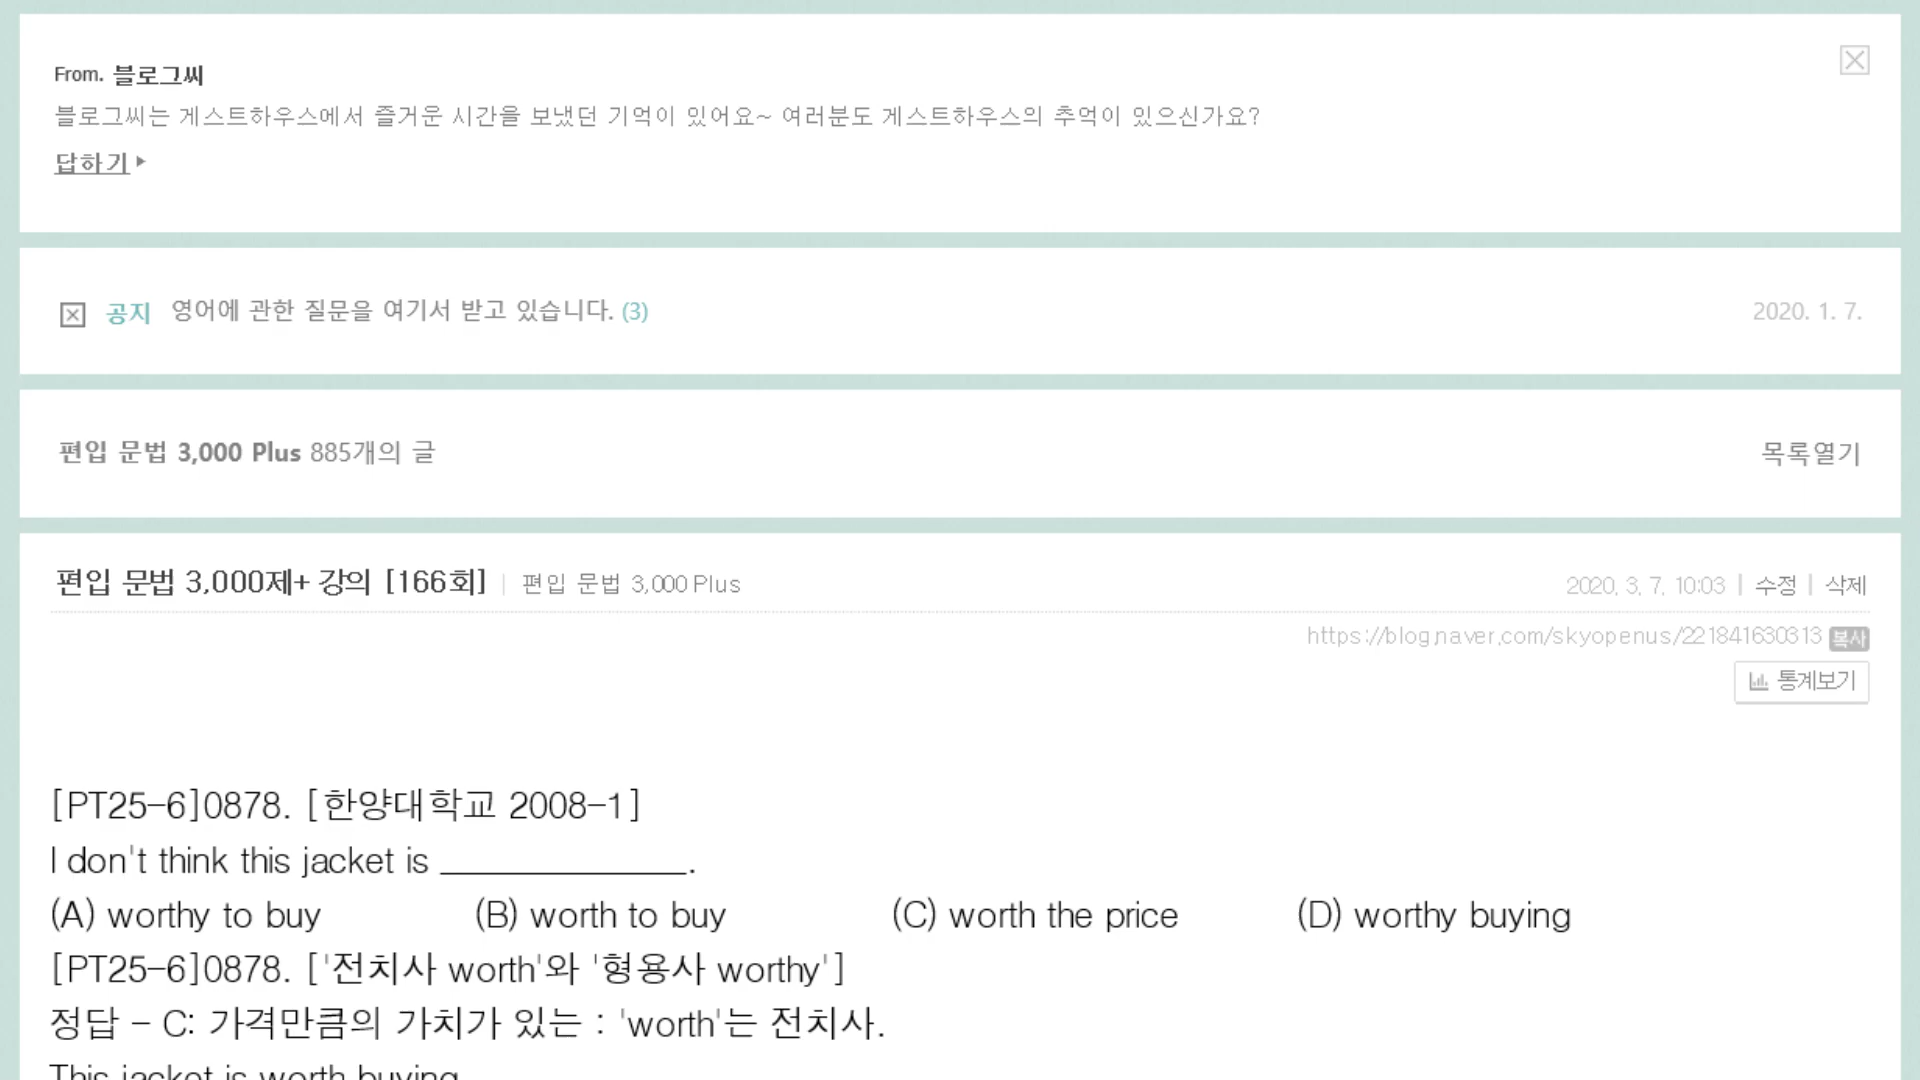 From. 블로그씨
블로그씨는 게스트하우스에서 즐거운 시간을 보냈던 기억이 있어요~ 여러분도 게스트하우스의 추억이 있으신가요?
답하기
공지 영어에 관한 질문을 여기서 받고 있습니다. (3) 2020. 1. 7.
편입 문법 3,000 Plus 885개의 글 목록열기
편입 문법 3,000제+ 강의 [166회] | 편입 문법 3,000 Plus 2020. 3. 7. 10:03 | 수정 | 삭제
https://blog.naver.com/skyopenus/221841630313 복사
통계보기
[PT25-6]0878. [한양대학교 2008-1]
I don't think this jacket is ______________.
(A) worthy to buy (B) worth to buy (C) worth the price (D) worthy buying
[PT25-6]0878. ['전치사 worth'와 '형용사 worthy']
정답 - C: 가격만큼의 가치가 있는 : 'worth'는 전치사.
This jacket is worth buying